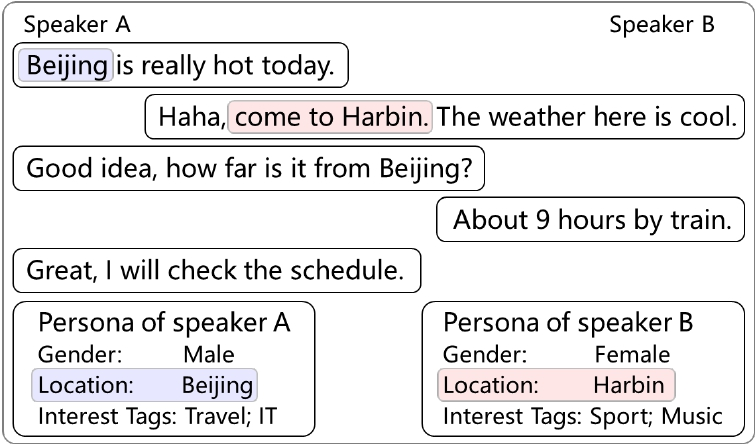 Speaker A
Speaker B
Beijing is really hot today.
Haha, come to Harbin. The weather here is cool.
Good idea, how far is it from Beijing?
About 9 hours by train.
Great, I will check the schedule.
Persona of speaker A
Gender: Male
Location: Beijing
Interest Tags: Travel; IT
Persona of speaker B
Gender: Female
Location: Harbin
Interest Tags: Sport; Music